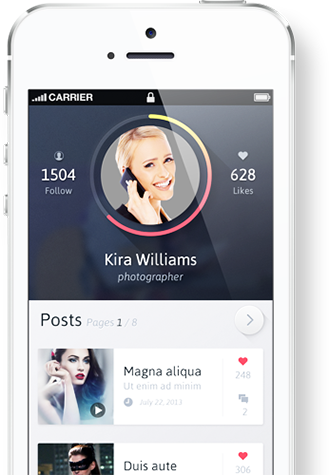 CARRIER
1504 628
Follow Likes
Kira Williams
photographer
Posts Pages 1 / 8
Magna aliqua
Ut enim ad minim
July 22, 2013
248
2
Duis aute
306